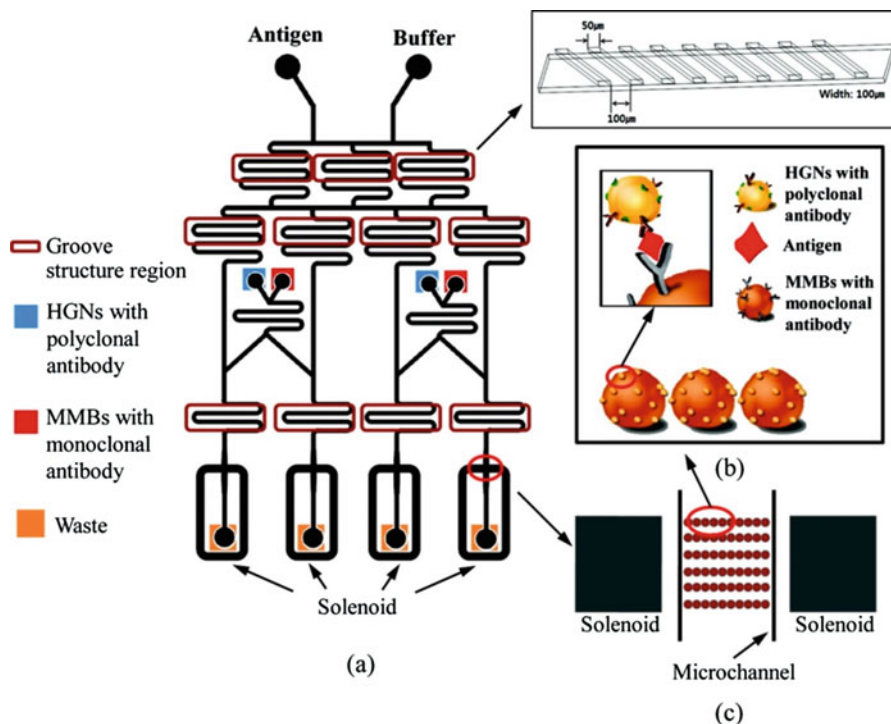 Antigen
Buffer
50μm
100μm
Width: 100μm
Groove
structure region
HGNs with
polyclonal
antibody
MMBs with
monoclonal
antibody
Waste
Solenoid
(a)
HGNs with
polyclonal
antibody
Antigen
MMBs with
monoclonal
antibody
(b)
Solenoid
Solenoid
Microchannel
(c)